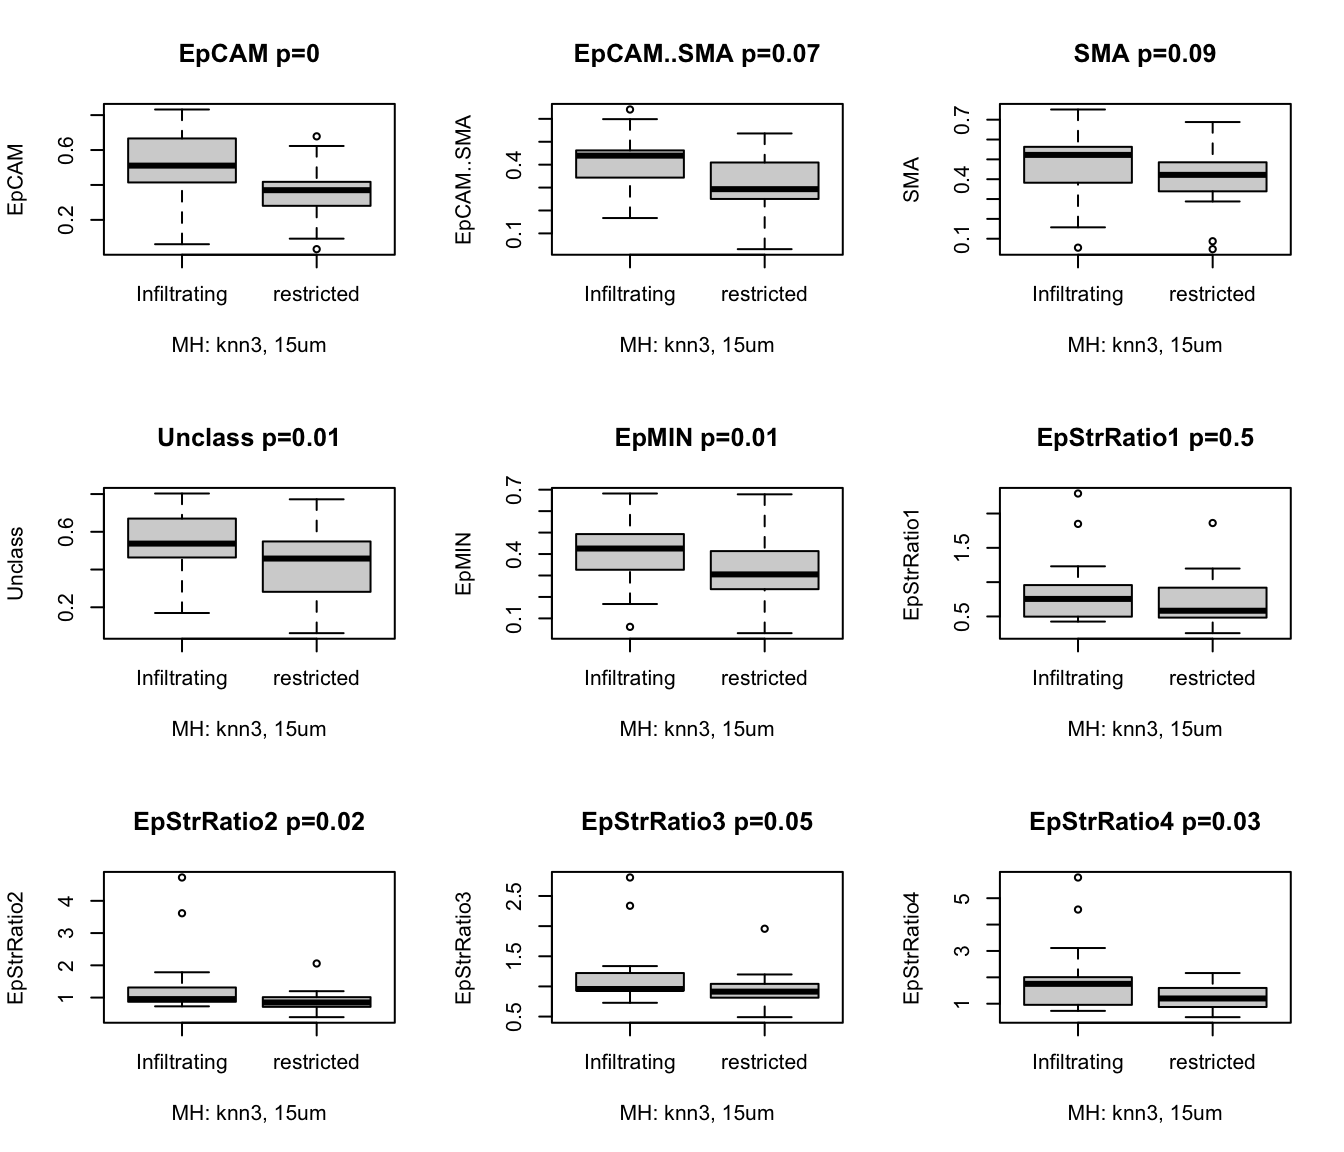 EpCAM p=0
EpCAM
0.2
0.6
Infiltrating
restricted
MH: knn3, 15um
EpCAM..SMA p=0.07
EpCAM..SMA
0.1
0.4
Infiltrating
restricted
MH: knn3, 15um
SMA p=0.09
SMA
0.1
0.4
0.7
Infiltrating
restricted
MH: knn3, 15um
Unclass p=0.01
Unclass
0.2
0.6
Infiltrating
restricted
MH: knn3, 15um
EpMIN p=0.01
EpMIN
0.1
0.4
0.7
Infiltrating
restricted
MH: knn3, 15um
EpStrRatio1 p=0.5
EpStrRatio1
0.5
1.5
Infiltrating
restricted
MH: knn3, 15um
EpStrRatio2 p=0.02
EpStrRatio2
1
2
3
4
Infiltrating
restricted
MH: knn3, 15um
EpStrRatio3 p=0.05
EpStrRatio3
0.5
1.5
2.5
Infiltrating
restricted
MH: knn3, 15um
EpStrRatio4 p=0.03
EpStrRatio4
1
3
5
Infiltrating
restricted
MH: knn3, 15um